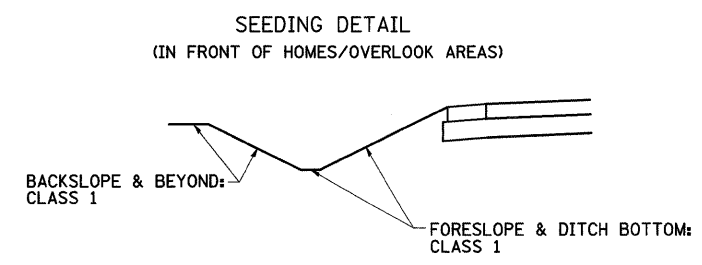 SEEDING DETAIL
(IN FRONT OF HOMES/OVERLOOK AREAS)
BACKSLOPE & BEYOND:
CLASS 1
FORESLOPE & DITCH BOTTOM:
CLASS 1